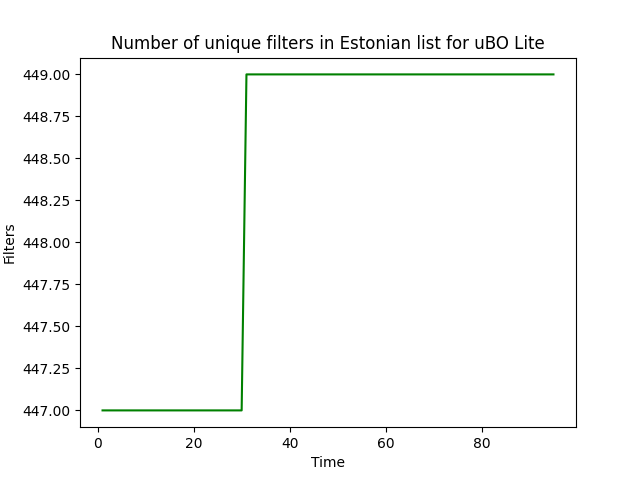 Number of unique filters in Estonian list for uBO Lite
449.00
448.75
448.50
448.25
448.00
447.75
447.50
447.25
447.00
Filters
0 20 40 60 80
Time